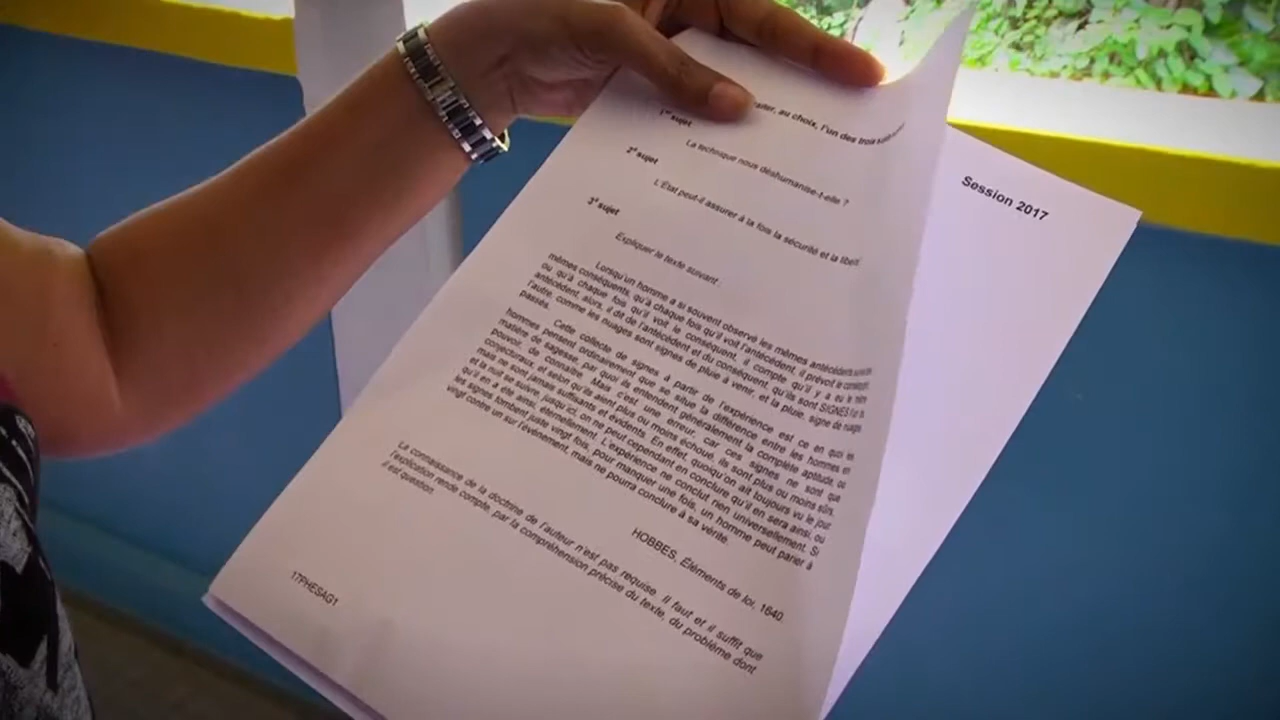 aiter, au choix, l'un des trois
1er sujet
La technique nous déshumanise-t-elle ?
2e sujet
L'État peut-il assurer à la fois la sécurité et la
3e sujet
Expliquer le texte suivant
Lorsqu'un homme a si souvent observé les mêmes antécédents
mêmes conséquents, qu'à chaque fois qu'il voit l'antécédent, il prévoit le
ou qu'à chaque fois qu'il voit le conséquent, il compte qu'il y a eu le
antécédent, alors, il dit de l'antécédent et du conséquent, qu'ils sont SIGNES l'un de
l'autre, comme les nuages sont signes de pluie à venir, et la pluie, signe de nuages
passés.
Cette collecte de signes à partir de l'expérience est ce en quoi les
hommes pensent ordinairement que se situe la différence entre les hommes en
matière de sagesse, par quoi ils entendent généralement la complète aptitude ou
pouvoir de connaître. Mais c'est une erreur, car ces signes ne sont que
conjecturaux, et selon qu'ils aient plus ou moins échoué, ils sont plus ou moins sûrs,
mais ne sont jamais suffisants et évidents. En effet, quoiqu'on ait toujours vu le jour
et la nuit se suivre, jusqu'ici, on ne peut cependant en conclure qu'il en sera ainsi, ou
qu'il en a été ainsi, éternellement. L'expérience ne conclut rien universellement. Si
les signes tombent juste vingt fois, pour manquer une fois, un homme peut parier à
vingt contre un sur l'événement, mais ne pourra conclure à sa vérité.
HOBBES, Éléments de loi, 1640
La connaissance de la doctrine de l'auteur n'est pas requise. Il faut et il suffit que
l'explication rende compte, par la compréhension précise du texte, du problème dont
il est question
17PHESAG1
Session 2017